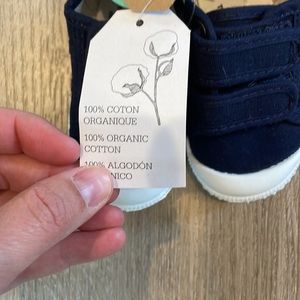 100% COTON
ORGANIQUE
100% ORGANIC
COTTON
100% ALGODÓN